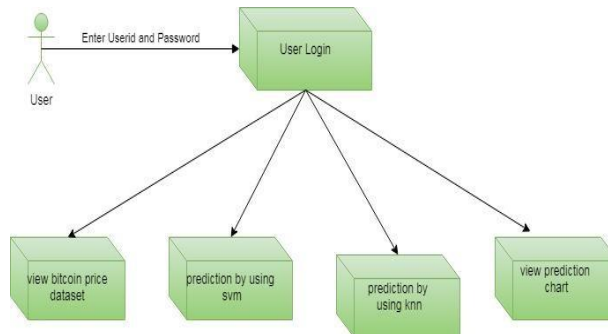 Enter Userid and Password
User Login
User
view bitcoin price
dataset
prediction by using
svm
prediction by
using knn
view prediction
chart